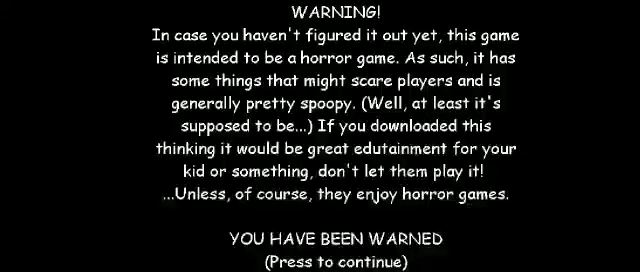 WARNING!
In case you haven't figured it out yet, this game
is intended to be a horror game. As such, it has
some things that might scare players and is
generally pretty spoopy. (Well, at least it's
supposed to be...) If you downloaded this
thinking it would be great edutainment for your
kid or something, don't let them play it!
...Unless, of course, they enjoy horror games.
YOU HAVE BEEN WARNED
(Press to continue)